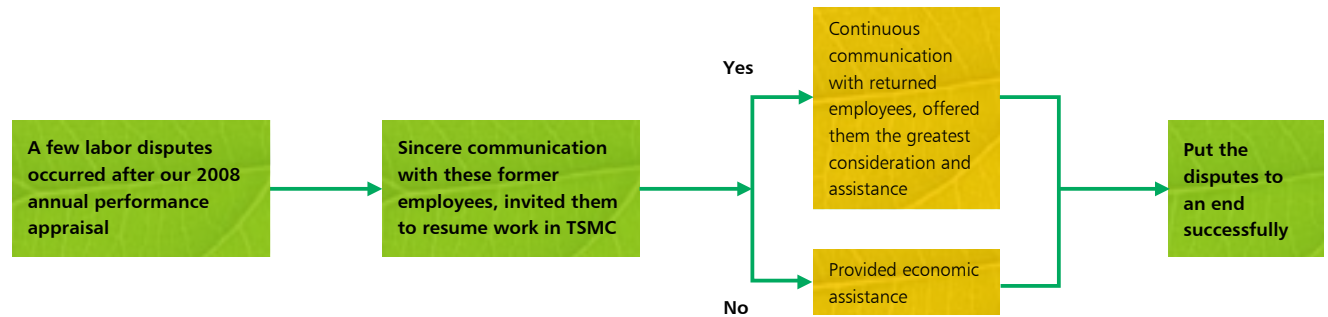 A few labor disputes
occurred after our 2008
annual performance
appraisal
Sincere communication
with these former
employees, invited them
to resume work in TSMC
Yes
Continuous
communication
with returned
employees, offered
them the greatest
consideration and
assistance
No
Provided economic
assistance
Put the
disputes to
an end
successfully